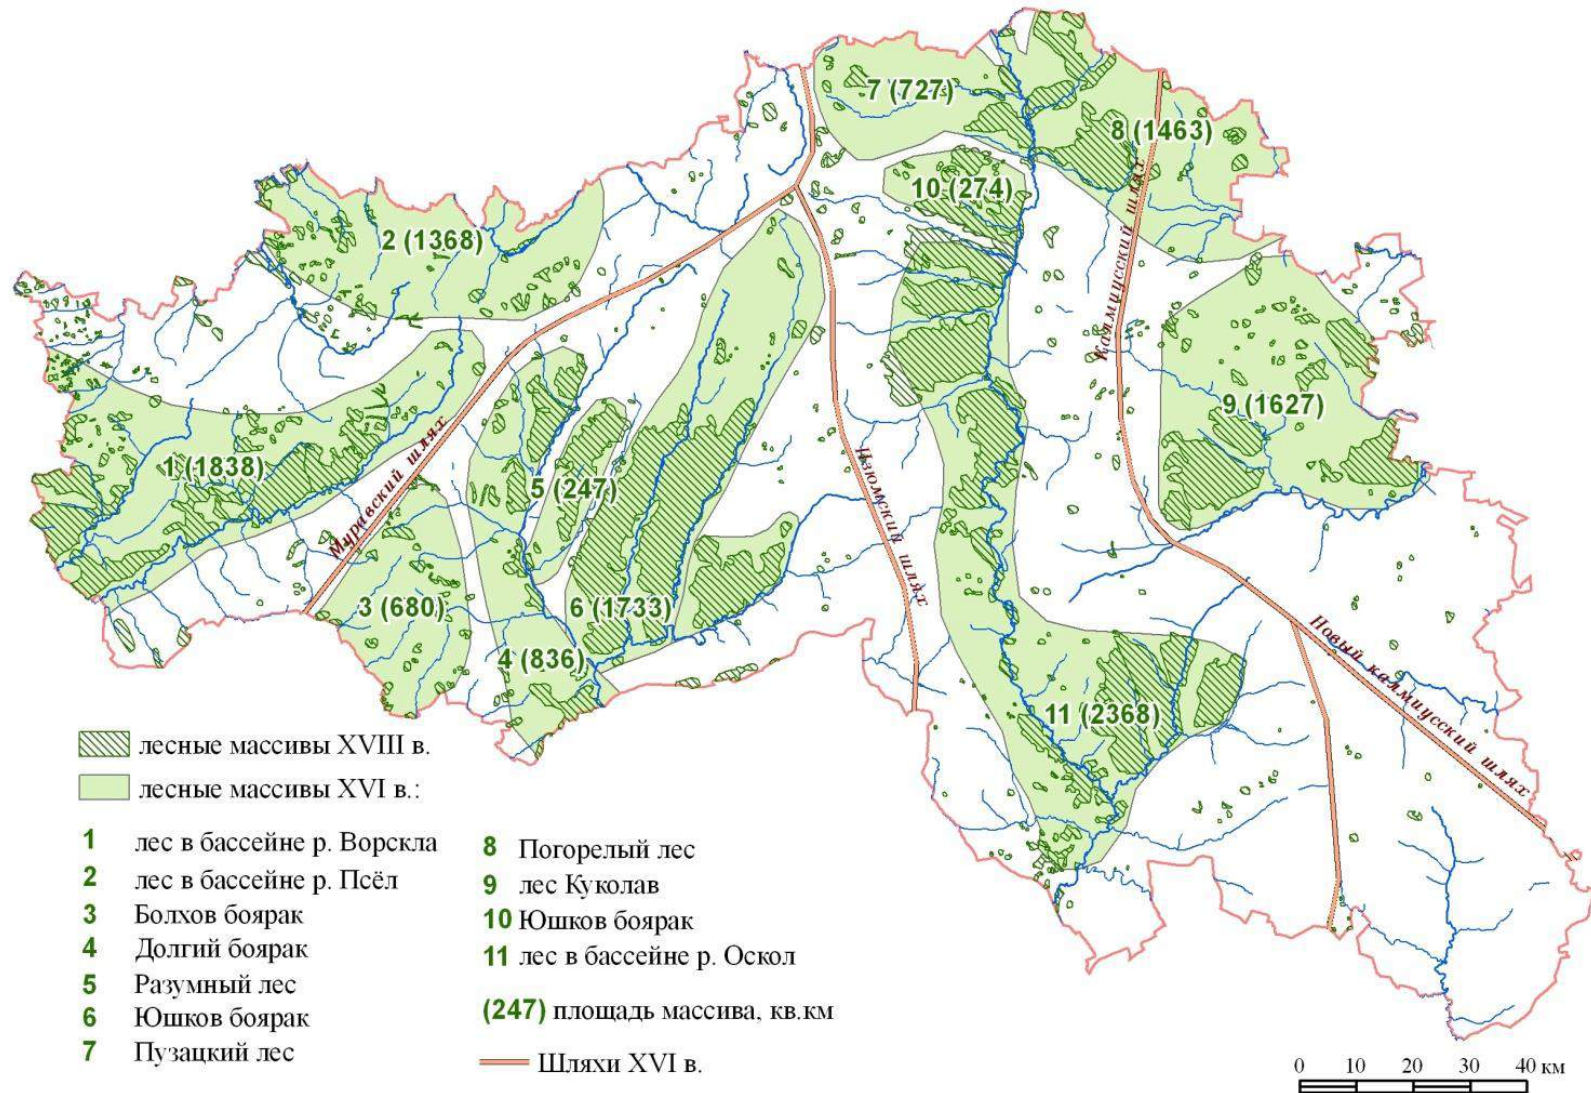 7 (727)
8 (1463)
10 (274)
2 (1368)
Калмиусский шлях
9 (1627)
1 (1838)
Муравский шлях
5 (247)
Изюмский шлях
3 (680)
6 (1733)
4 (836)
Новый калмиусский шлях
11 (2368)
лесные массивы XVIII в.
лесные массивы XVI в.:
1 лес в бассейне р. Ворскла
2 лес в бассейне р. Псёл
3 Болхов боярак
4 Долгий боярак
5 Разумный лес
6 Юшков боярак
7 Пузацкий лес
8 Погорелый лес
9 лес Куколав
10 Юшков боярак
11 лес в бассейне р. Оскол
(247) площадь массива, кв.км
Шляхи XVI в.
0 10 20 30 40 км